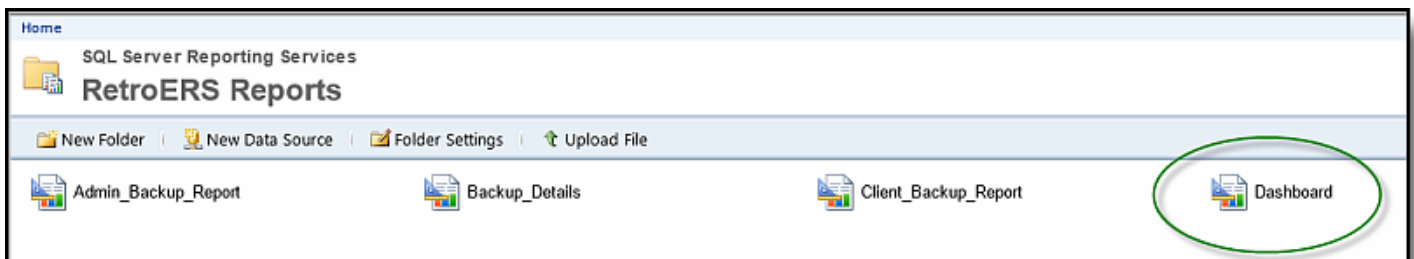 Home
SQL Server Reporting Services
RetroERS Reports
New Folder New Data Source Folder Settings Upload File
Admin_Backup_Report Backup_Details Client_Backup_Report Dashboard